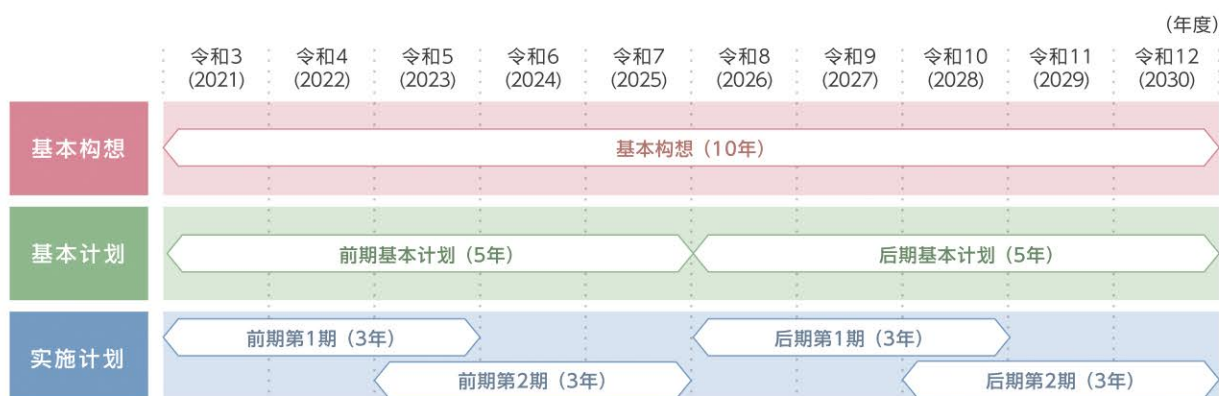 （年度）
令和3 令和4 令和5 令和6 令和7 令和8 令和9 令和10 令和11 令和12
(2021) (2022) (2023) (2024) (2025) (2026) (2027) (2028) (2029) (2030)
基本构想
基本构想（10年）
基本计划
前期基本计划（5年） 后期基本计划（5年）
实施计划
前期第1期（3年） 后期第1期（3年）
前期第2期（3年） 后期第2期（3年）